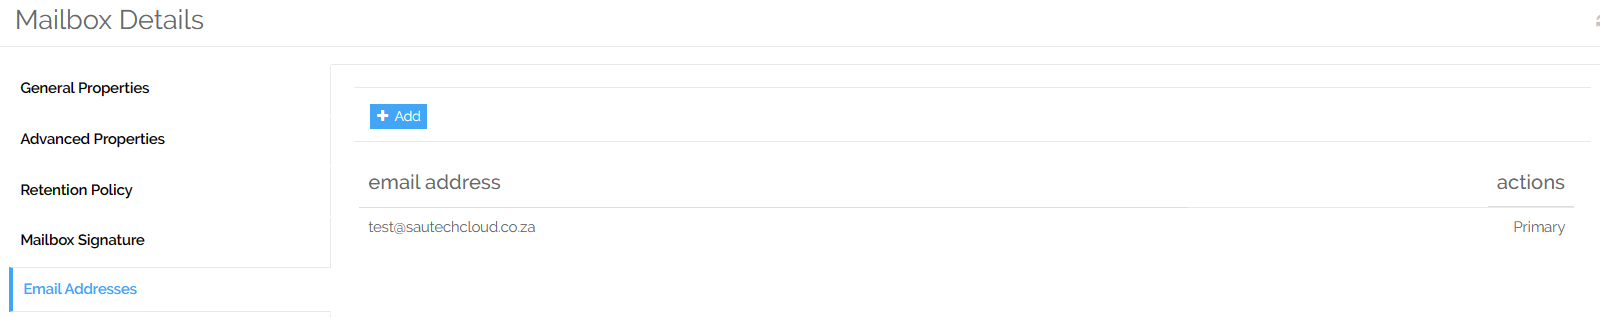 Mailbox Details
General Properties
Advanced Properties
Retention Policy
Mailbox Signature
Email Addresses
Add
email address actions
test@sautechcloud.co.za Primary